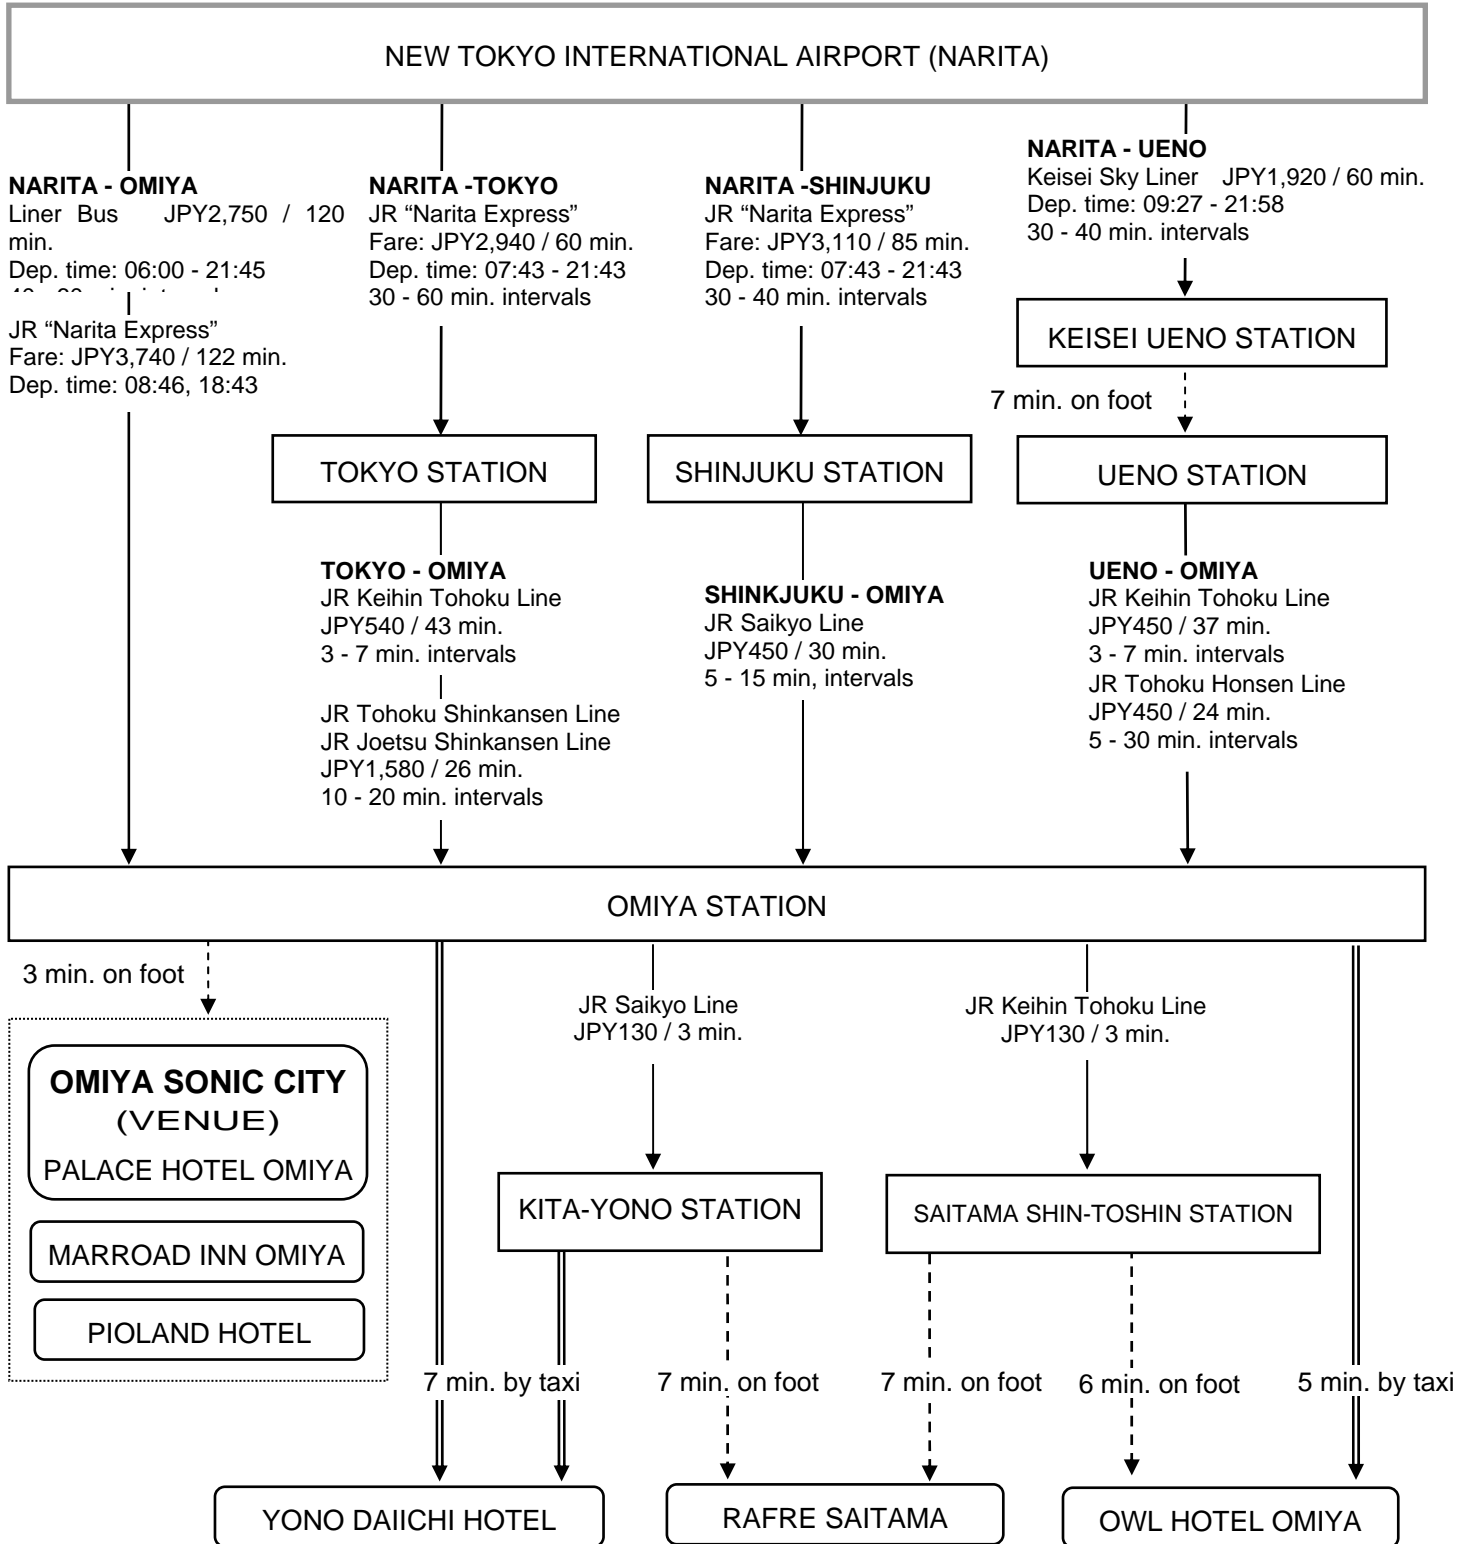 NEW TOKYO INTERNATIONAL AIRPORT (NARITA)
NARITA - OMIYA
Liner Bus JPY2,750 / 120
min.
Dep. time: 06:00 - 21:45
JR “Narita Express”
Fare: JPY3,740 / 122 min.
Dep. time: 08:46, 18:43
NARITA -TOKYO
JR “Narita Express”
Fare: JPY2,940 / 60 min.
Dep. time: 07:43 - 21:43
30 - 60 min. intervals
NARITA -SHINJUKU
JR “Narita Express”
Fare: JPY3,110 / 85 min.
Dep. time: 07:43 - 21:43
30 - 40 min. intervals
NARITA - UENO
Keisei Sky Liner JPY1,920 / 60 min.
Dep. time: 09:27 - 21:58
30 - 40 min. intervals
KEISEI UENO STATION
7 min. on foot
TOKYO STATION
SHINJUKU STATION
UENO STATION
TOKYO - OMIYA
JR Keihin Tohoku Line
JPY540 / 43 min.
3 - 7 min. intervals
JR Tohoku Shinkansen Line
JR Joetsu Shinkansen Line
JPY1,580 / 26 min.
10 - 20 min. intervals
SHINKJUKU - OMIYA
JR Saikyo Line
JPY450 / 30 min.
5 - 15 min, intervals
UENO - OMIYA
JR Keihin Tohoku Line
JPY450 / 37 min.
3 - 7 min. intervals
JR Tohoku Honsen Line
JPY450 / 24 min.
5 - 30 min. intervals
OMIYA STATION
3 min. on foot
JR Saikyo Line
JPY130 / 3 min.
JR Keihin Tohoku Line
JPY130 / 3 min.
OMIYA SONIC CITY
(VENUE)
PALACE HOTEL OMIYA
MARROAD INN OMIYA
PIOLAND HOTEL
KITA-YONO STATION
SAITAMA SHIN-TOSHIN STATION
7 min. by taxi
7 min. on foot
7 min. on foot
6 min. on foot
5 min. by taxi
YONO DAIICHI HOTEL
RAFRE SAITAMA
OWL HOTEL OMIYA